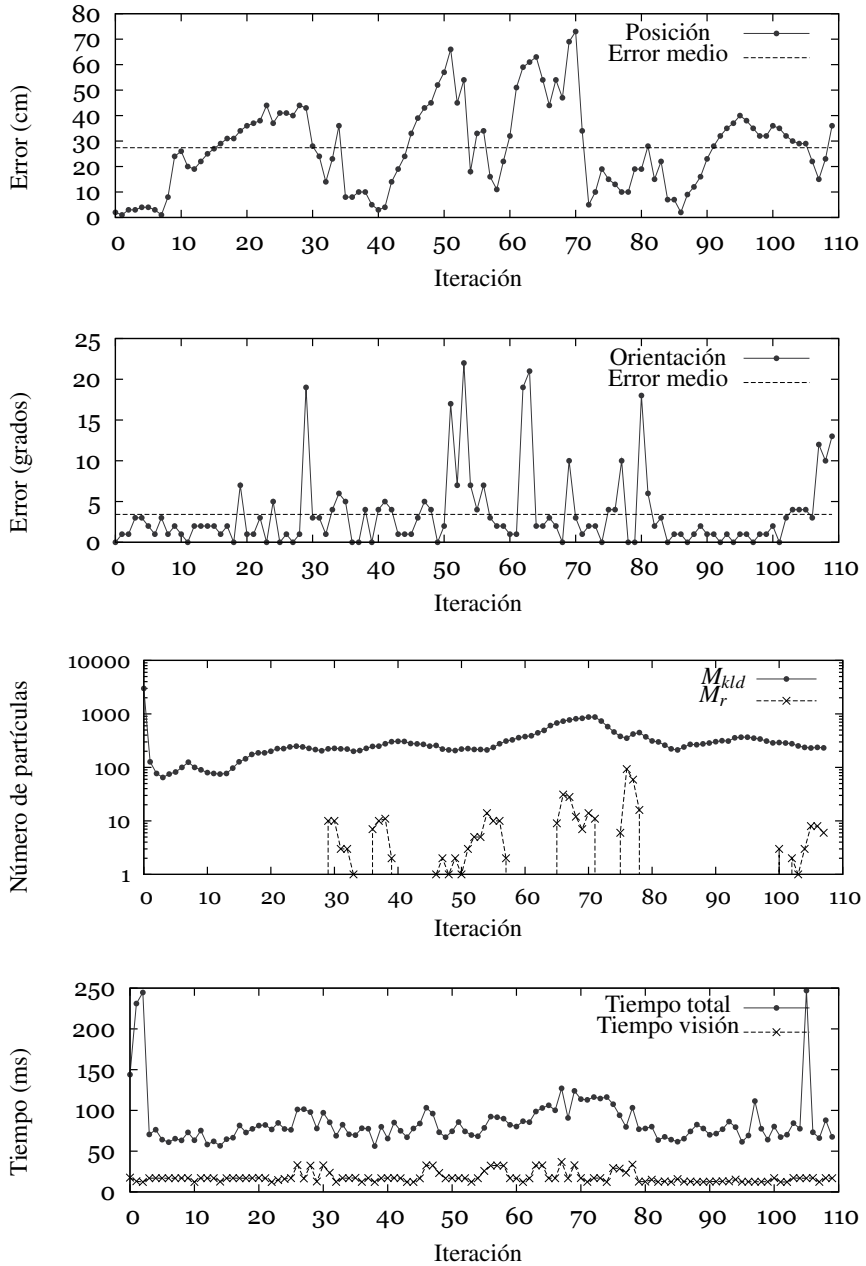 80
70
60
50
40
30
20
10
0
Error (cm)
Posición
Error medio
0 10 20 30 40 50 60 70 80 90 100 110
Iteración
25
20
15
10
5
0
Error (grados)
Orientación
Error medio
0 10 20 30 40 50 60 70 80 90 100 110
Iteración
10000
1000
100
10
1
Número de partículas
M_kld
M_r
0 10 20 30 40 50 60 70 80 90 100 110
Iteración
250
200
150
100
50
0
Tiempo (ms)
Tiempo total
Tiempo visión
0 10 20 30 40 50 60 70 80 90 100 110
Iteración